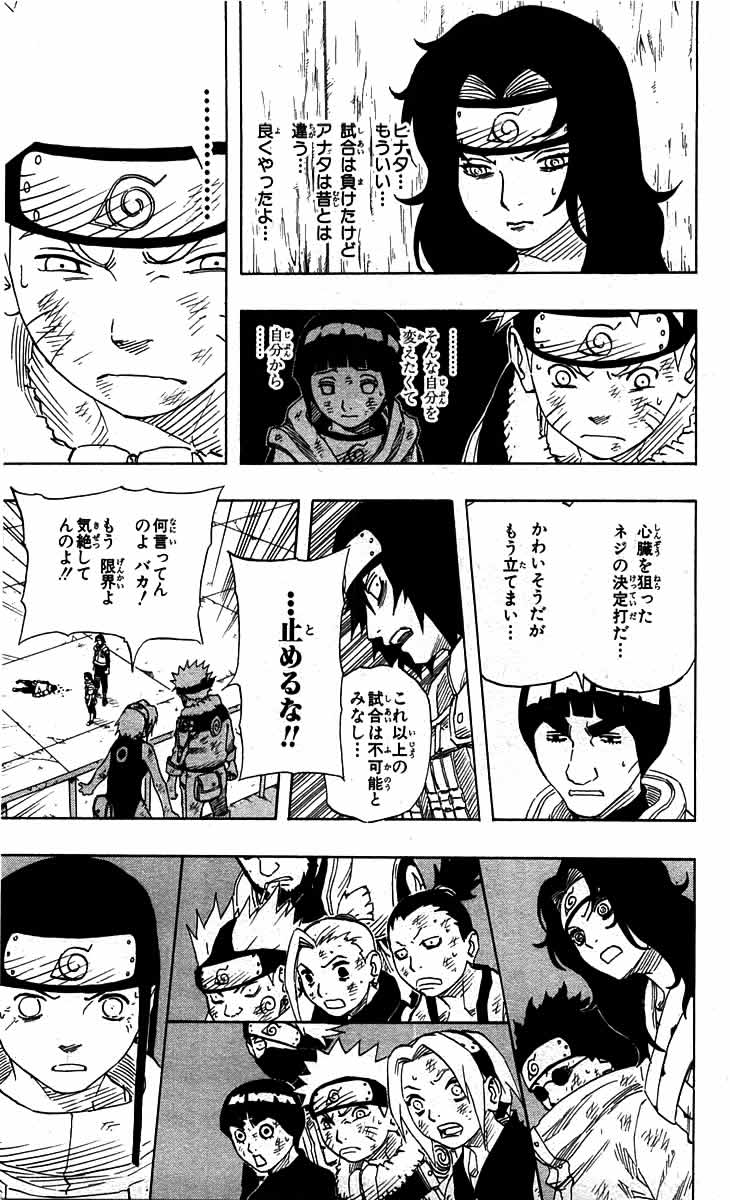 ヒナタ…
もういい…
試合は負けたけど
アナタは昔とは
違う…
良くやったよ…
………
………
そんな自分を
変えたくて
自分から
………
心臓を狙った
ネジの決定打だ…
かわいそうだが
もう立てまい…
これ以上の
試合は不可能と
みなし…
…止めるな!!
何言ってん
のよ バカ!
もう 限界よ
気絶して
んのよ!!